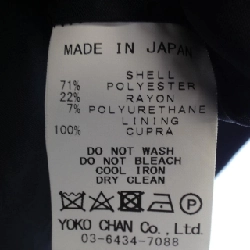 MADE IN JAPAN
SHELL
71% POLYESTER
22% RAYON
7% POLYURETHANE
LINING
100% CUPRA
DO NOT WASH
DO NOT BLEACH
COOL IRON
DRY CLEAN
P
YOKO CHAN Co., Ltd.
03-6434-7088